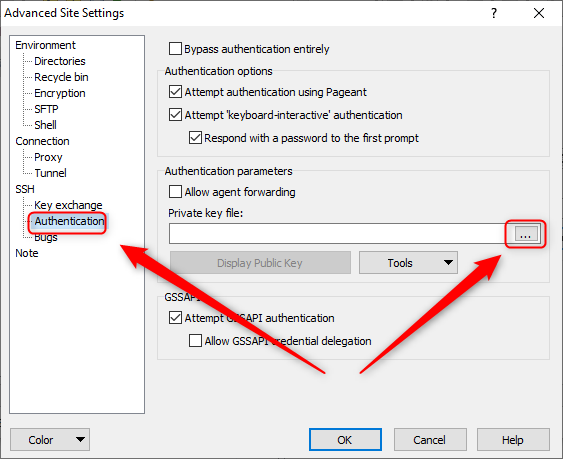 Advanced Site Settings
Environment
Directories
Recycle bin
Encryption
SFTP
Shell
Connection
Proxy
Tunnel
SSH
Key exchange
Authentication
Bugs
Note
Bypass authentication entirely
Authentication options
Attempt authentication using Pageant
Attempt 'keyboard-interactive' authentication
Respond with a password to the first prompt
Authentication parameters
Allow agent forwarding
Private key file:
...
Display Public Key
Tools
GSSAPI
Attempt GSSAPI authentication
Allow GSSAPI credential delegation
Color
OK
Cancel
Help